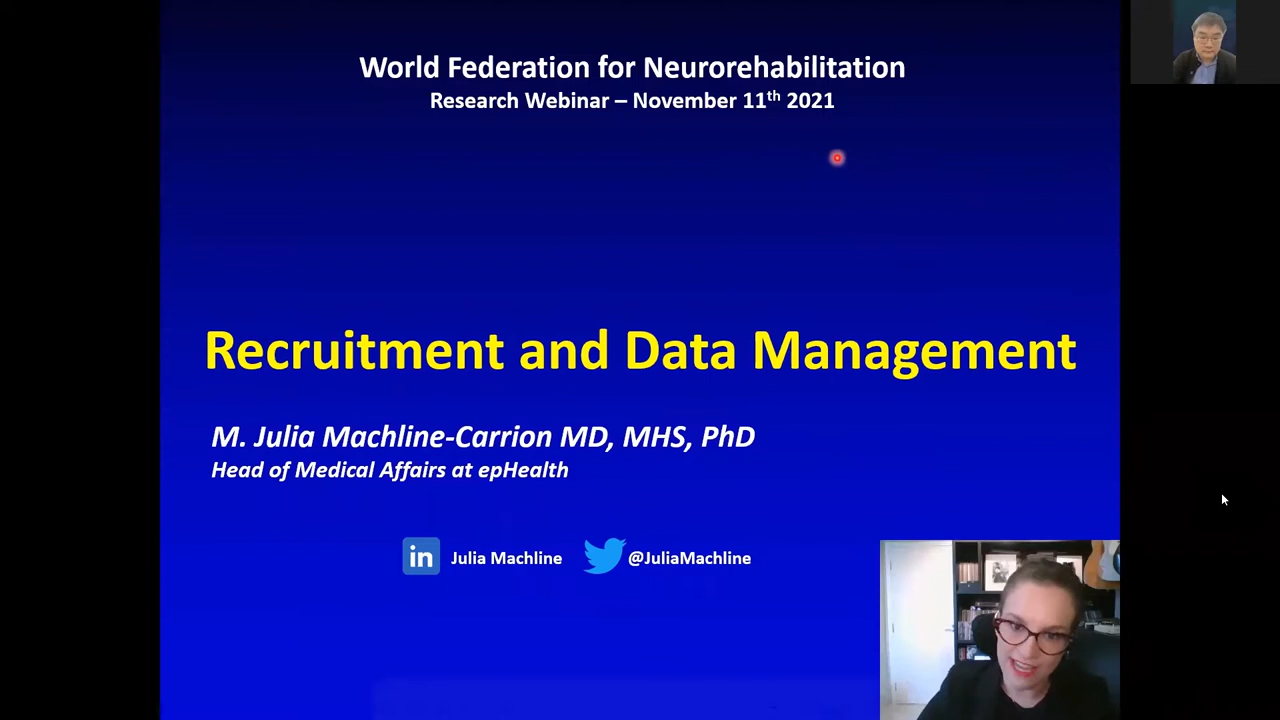 World Federation for Neurorehabilitation
Research Webinar – November 11th 2021
Recruitment and Data Management
M. Julia Machline-Carrion MD, MHS, PhD
Head of Medical Affairs at epHealth
in Julia Machline @JuliaMachline